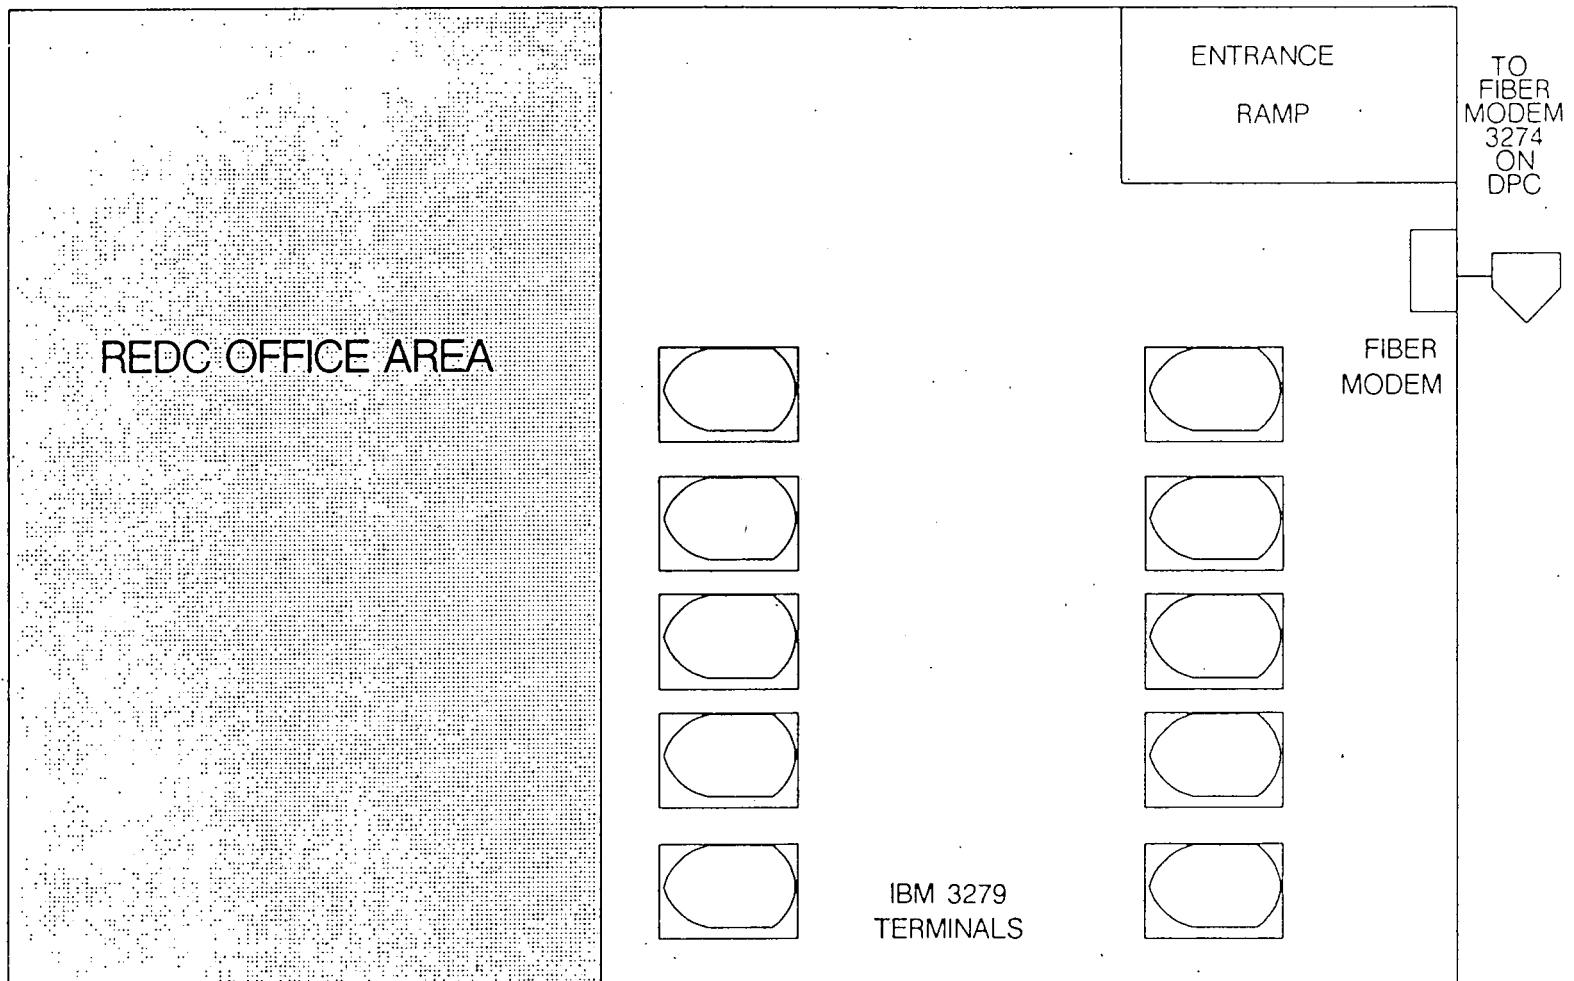 ENTRANCE
RAMP
TO
FIBER
MODEM
3274
ON
DPC
REDC OFFICE AREA
FIBER
MODEM
IBM 3279
TERMINALS